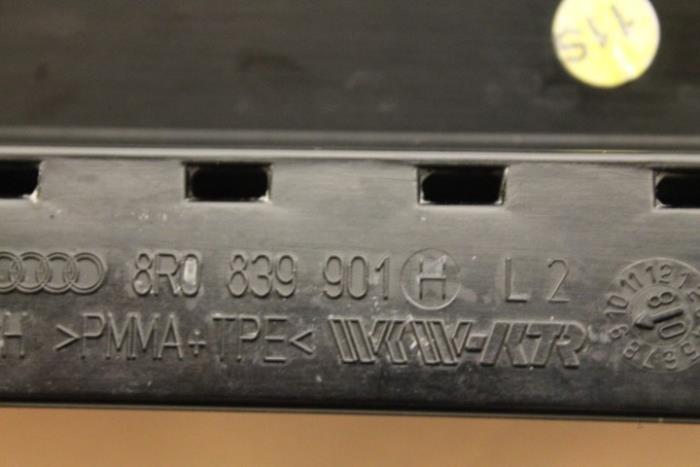 11S
8R0 839 901 H L 2
H >PMMA+TPE< WKW-KTR